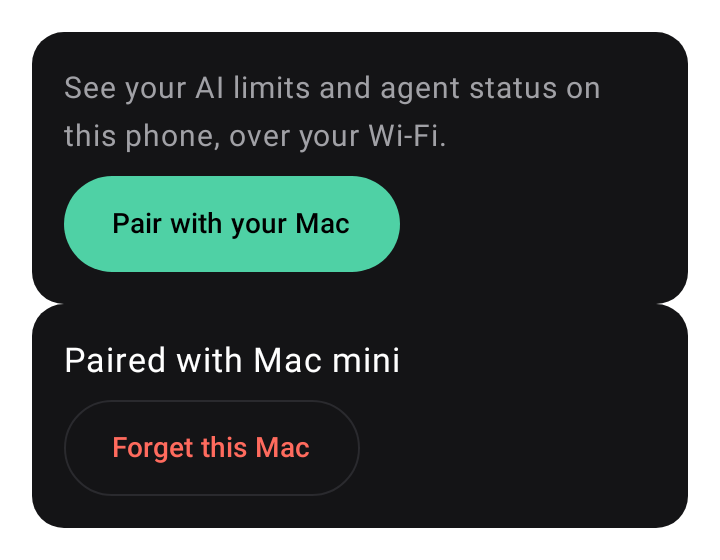 See your AI limits and agent status on
this phone, over your Wi-Fi.
Pair with your Mac
Paired with Mac mini
Forget this Mac